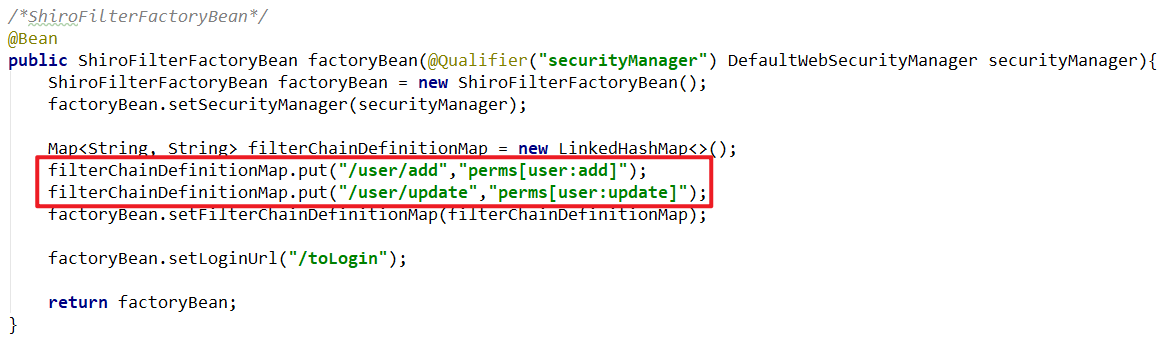 /*ShiroFilterFactoryBean*/
@Bean
public ShiroFilterFactoryBean factoryBean(@Qualifier("securityManager") DefaultWebSecurityManager securityManager){
    ShiroFilterFactoryBean factoryBean = new ShiroFilterFactoryBean();
    factoryBean.setSecurityManager(securityManager);

    Map<String, String> filterChainDefinitionMap = new LinkedHashMap<>();
    filterChainDefinitionMap.put("/user/add","perms[user:add]");
    filterChainDefinitionMap.put("/user/update","perms[user:update]");
    factoryBean.setFilterChainDefinitionMap(filterChainDefinitionMap);

    factoryBean.setLoginUrl("/toLogin");

    return factoryBean;
}